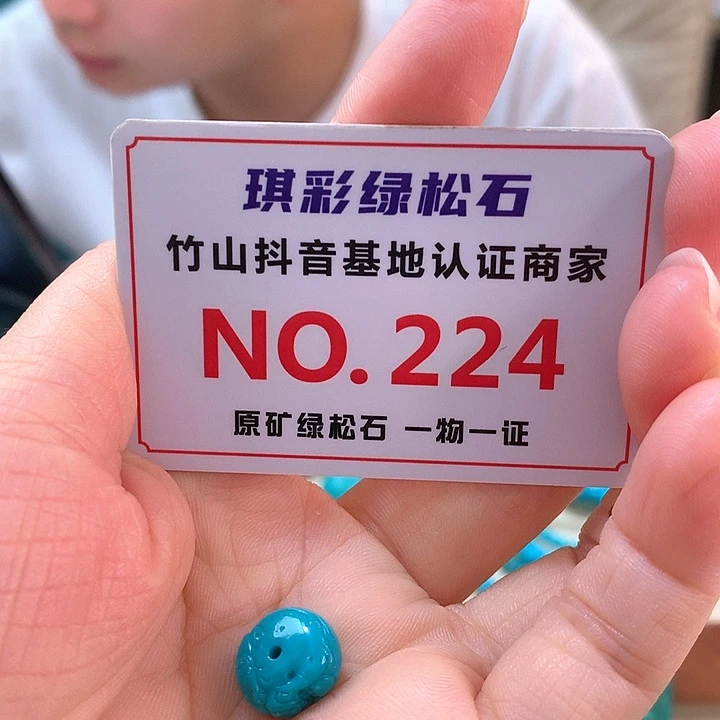 琪彩绿松石
竹山抖音基地认证商家
NO.224
原矿绿松石 一物一证